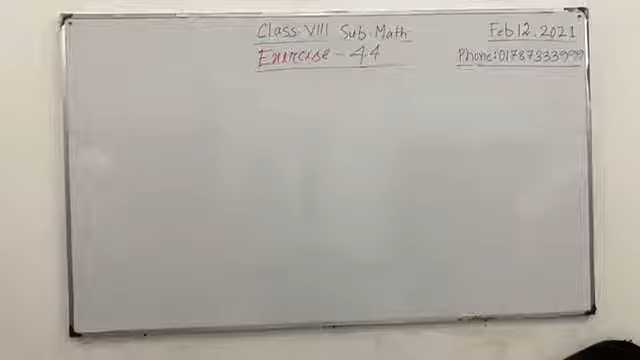 Class VIII Sub Math
Exercise - 4.4
Feb 12. 2021
Phone:01787333999